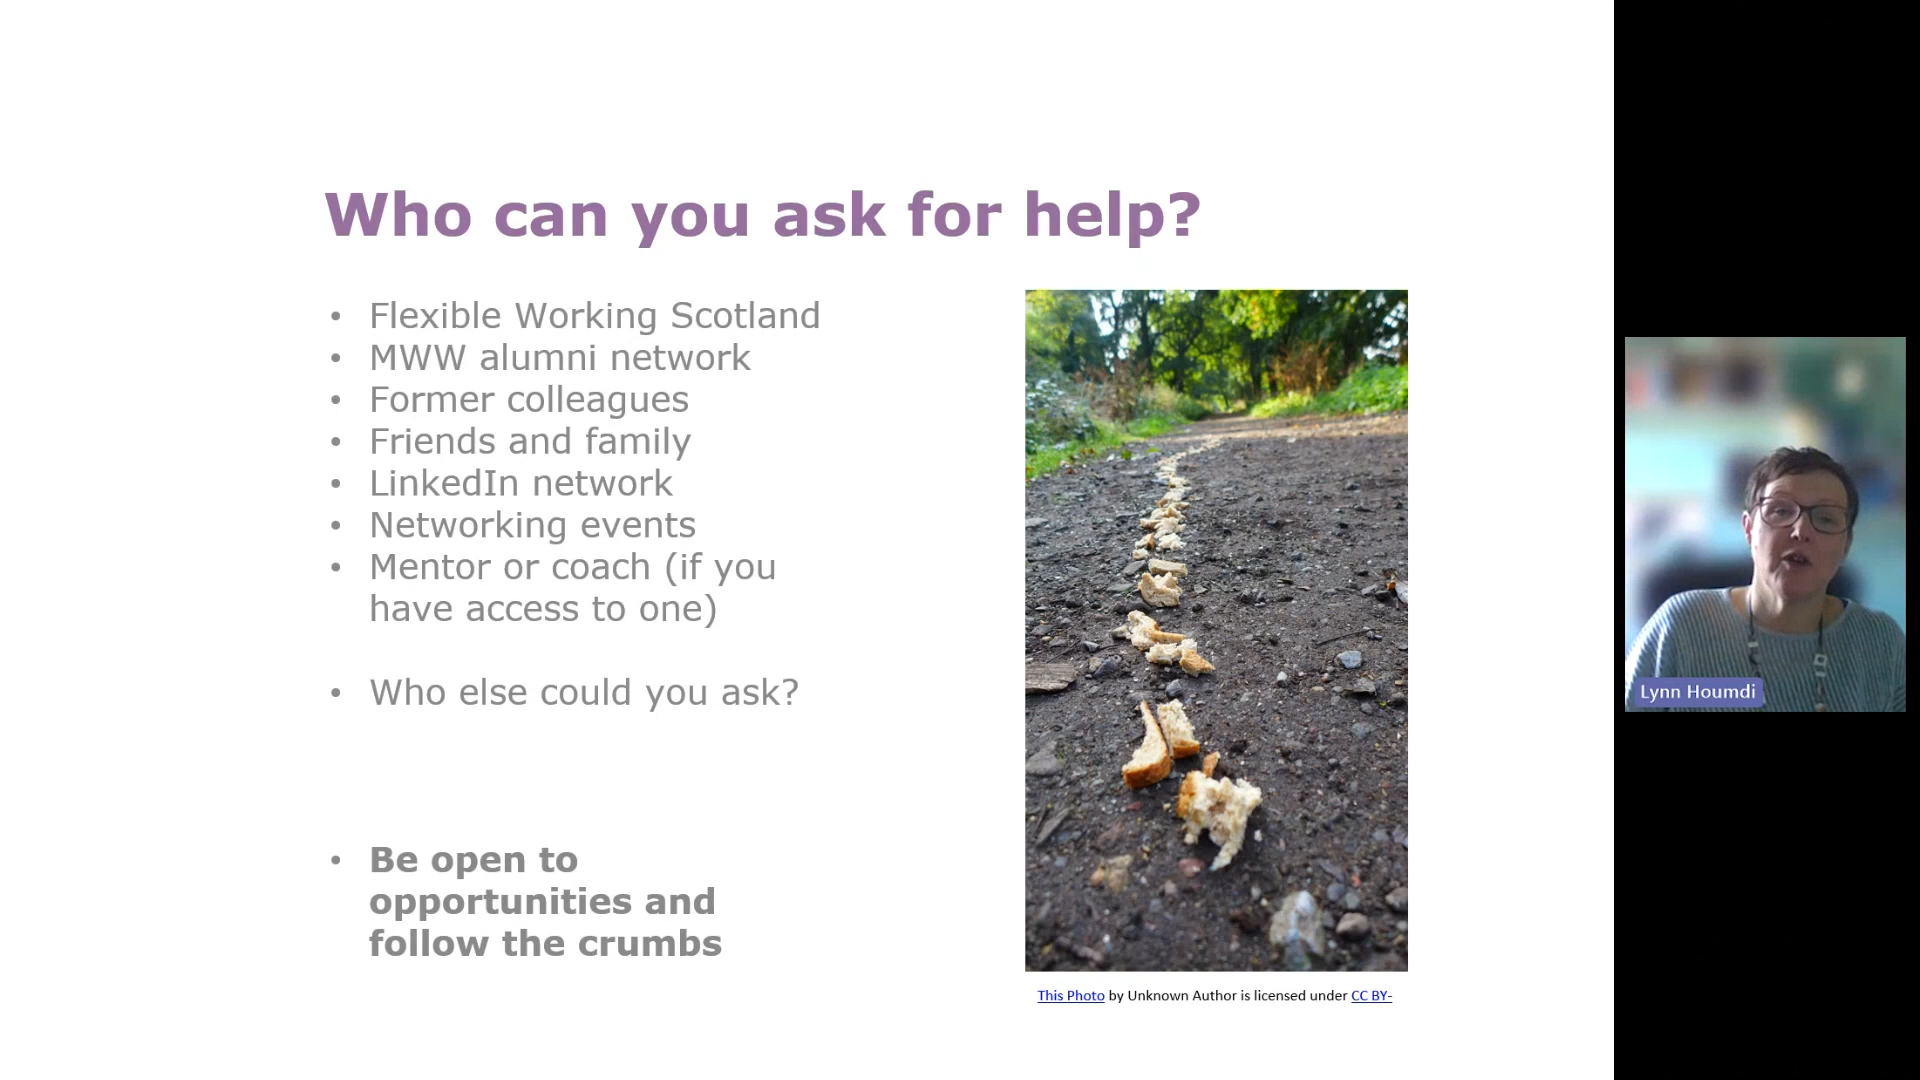 Who can you ask for help?
• Flexible Working Scotland
• MWW alumni network
• Former colleagues
• Friends and family
• LinkedIn network
• Networking events
• Mentor or coach (if you
have access to one)
• Who else could you ask?
• Be open to
opportunities and
follow the crumbs
This Photo by Unknown Author is licensed under CC BY-
Lynn Houmdi